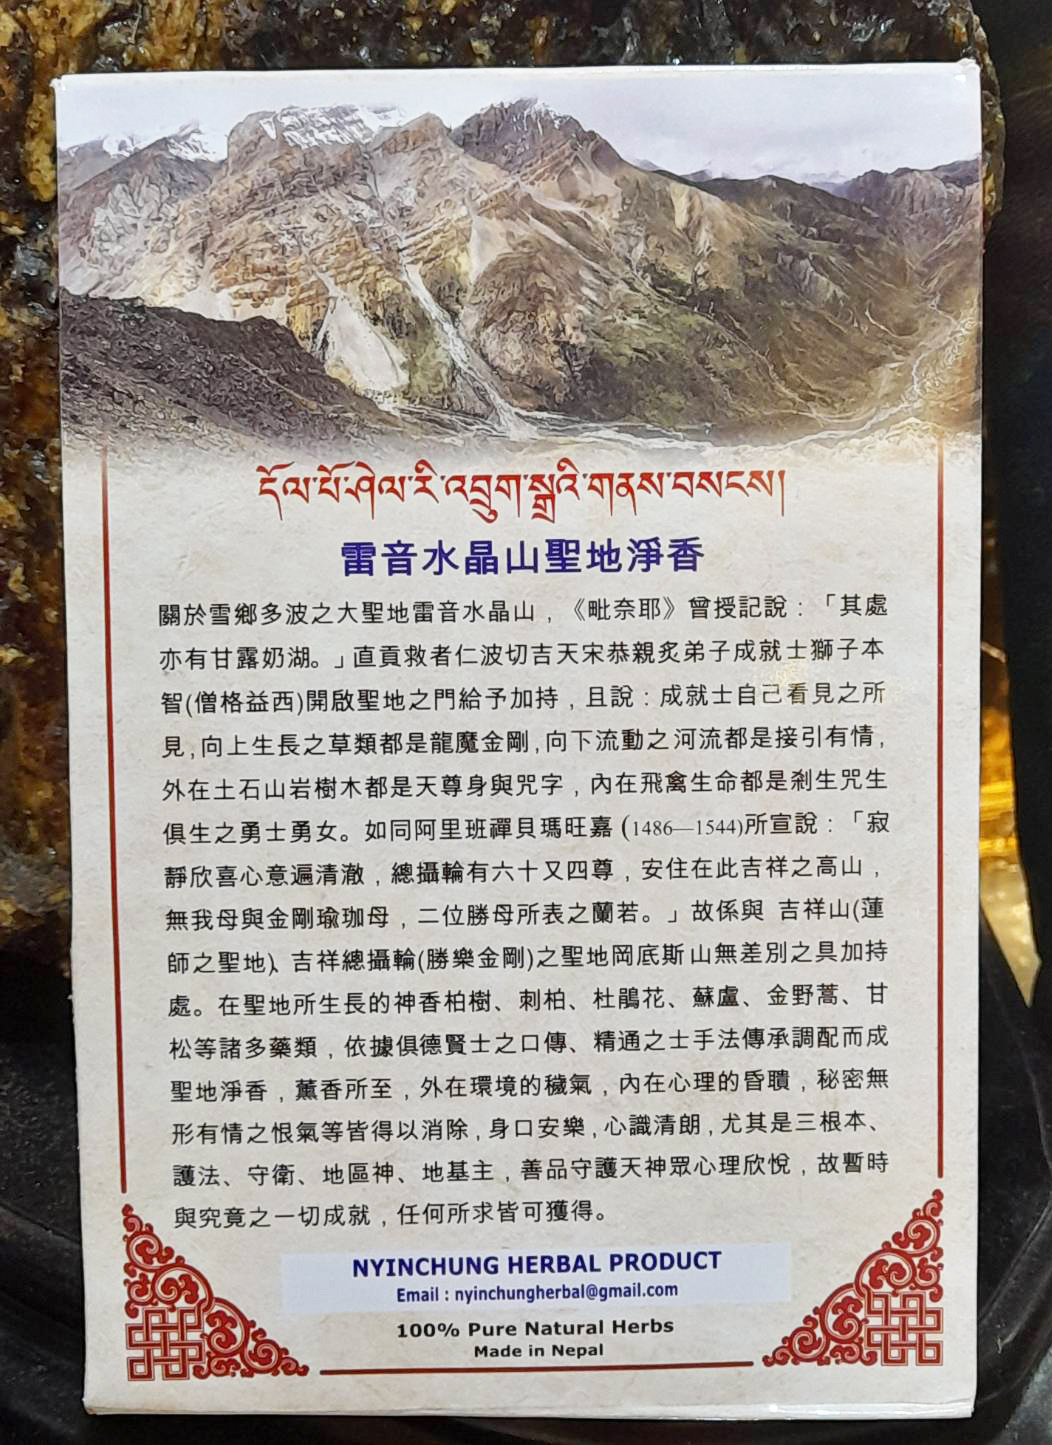 དོལ་པོ་ཤེལ་རི་འབྲུག་སྒྲའི་གནས་བསངས།
雷音水晶山聖地淨香
關於雪鄉多波之大聖地雷音水晶山，《毗奈耶》曾授記說：「其處
亦有甘露奶湖。」直貢救者仁波切吉天宋恭親炙弟子成就士獅子本
智(僧格益西)開啟聖地之門給予加持，且說：成就士自己看見之所
見,向上生長之草類都是龍魔金剛,向下流動之河流都是接引有情,
外在土石山岩樹木都是天尊身與咒字，內在飛禽生命都是剎生咒生
俱生之勇士勇女。如同阿里班禪貝瑪旺嘉 (1486—1544)所宣說：「寂
靜欣喜心意遍清澈，總攝輪有六十又四尊，安住在此吉祥之高山，
無我母與金剛瑜珈母，二位勝母所表之蘭若。」故係與 吉祥山(蓮
師之聖地)、吉祥總攝輪(勝樂金剛)之聖地岡底斯山無差別之具加持
處。在聖地所生長的神香柏樹、刺柏、杜鵑花、蘇盧、金野蒿、甘
松等諸多藥類，依據俱德賢士之口傳、精通之士手法傳承調配而成
聖地淨香，薰香所至，外在環境的穢氣，內在心理的昏聵，秘密無
形有情之恨氣等皆得以消除,身口安樂,心識清朗,尤其是三根本、
護法、守衛、地區神、地基主，善品守護天神眾心理欣悅，故暫時
與究竟之一切成就，任何所求皆可獲得。
NYINCHUNG HERBAL PRODUCT
Email : nyinchungherbal@gmail.com
100% Pure Natural Herbs
Made in Nepal